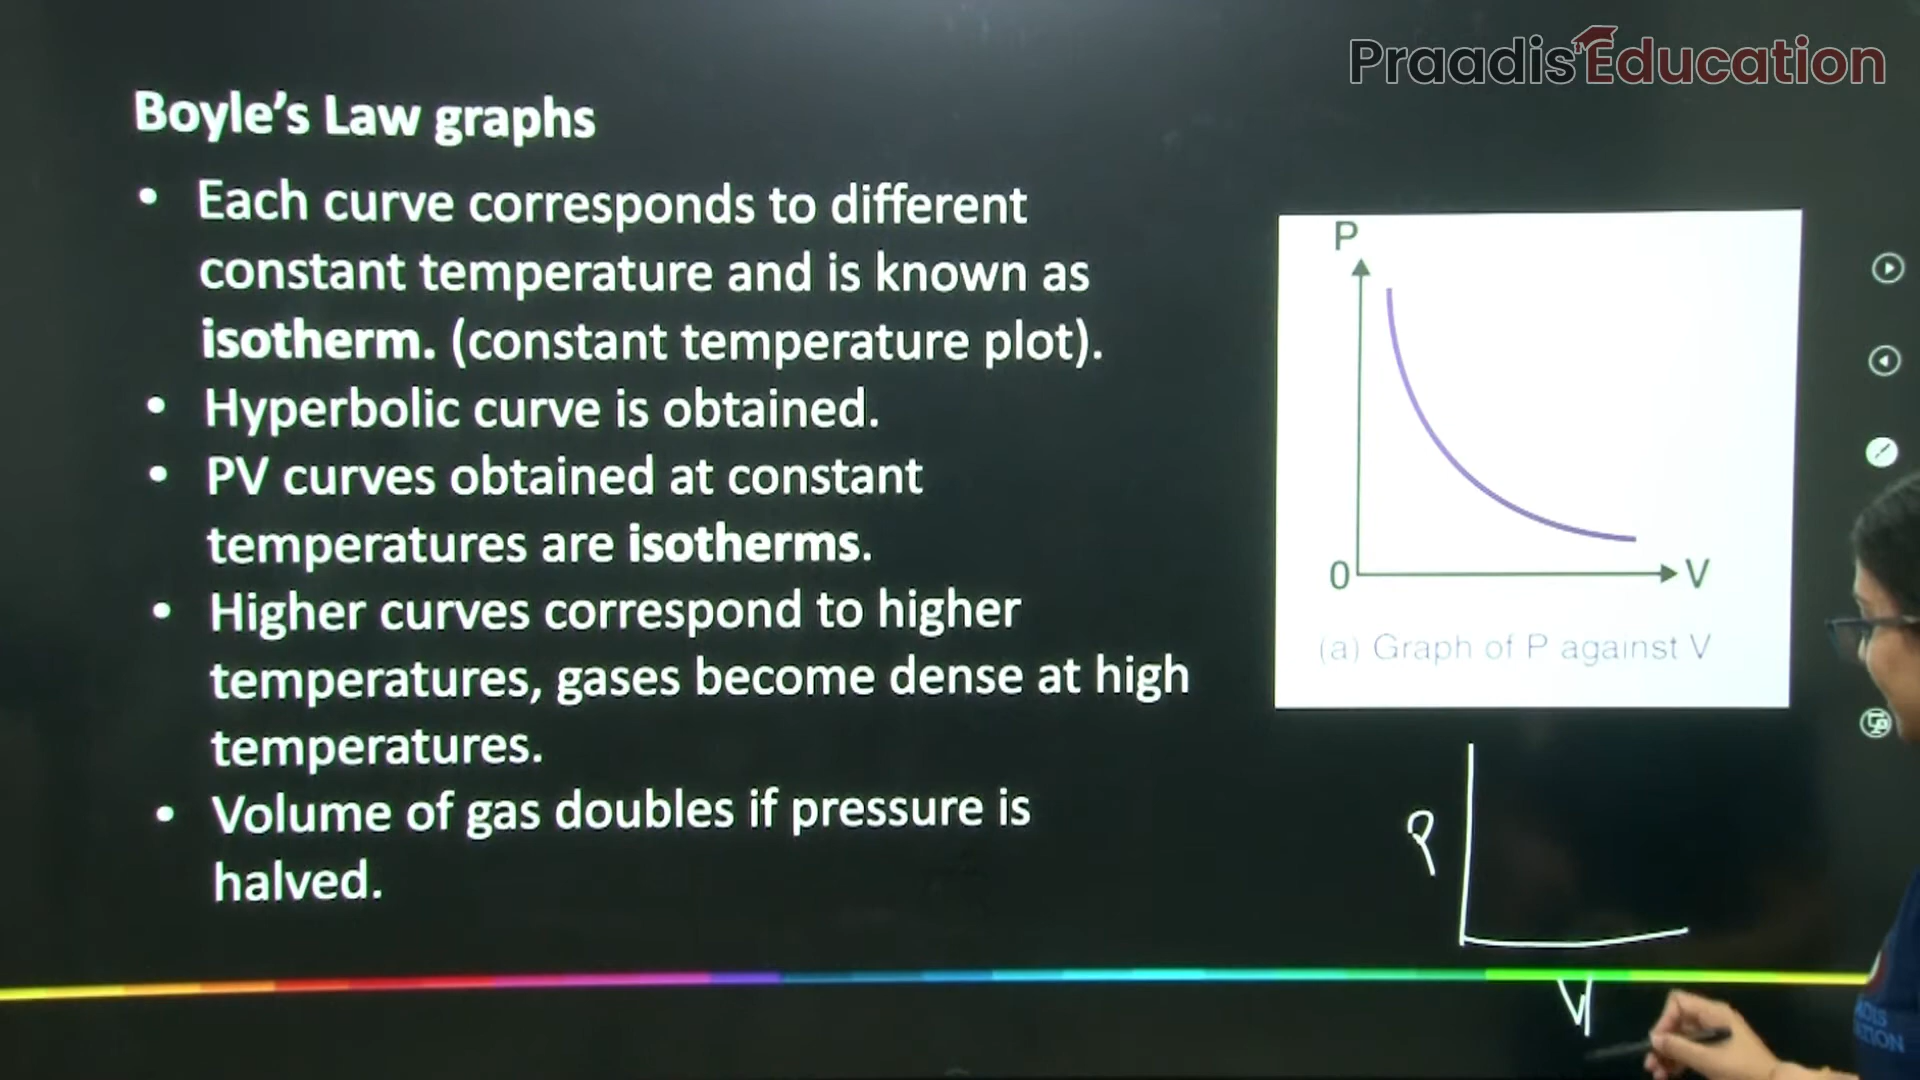 Praadis Education
Boyle's Law graphs
• Each curve corresponds to different
constant temperature and is known as
isotherm. (constant temperature plot).
• Hyperbolic curve is obtained.
• PV curves obtained at constant
temperatures are isotherms.
• Higher curves correspond to higher
temperatures, gases become dense at high
temperatures.
• Volume of gas doubles if pressure is
halved.
P
0
V
(a) Graph of P against V
P
V